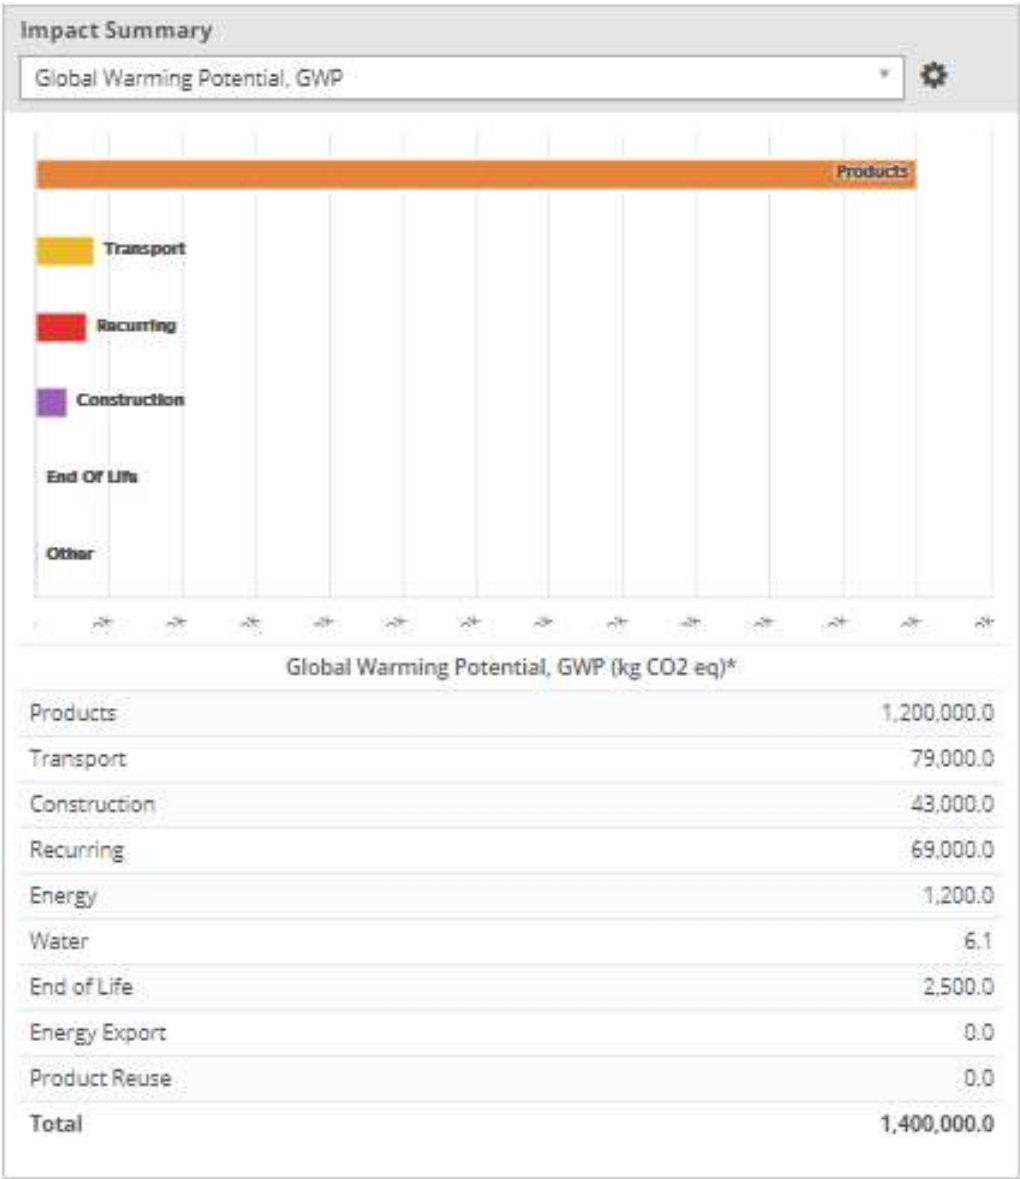 Impact Summary
Global Warming Potential, GWP
Products
Transport
Recurring
Construction
End Of Life
Other
Global Warming Potential, GWP (kg CO2 eq)*
Products 1,200,000.0
Transport 79,000.0
Construction 43,000.0
Recurring 69,000.0
Energy 1,200.0
Water 6.1
End of Life 2,500.0
Energy Export 0.0
Product Reuse 0.0
Total 1,400,000.0